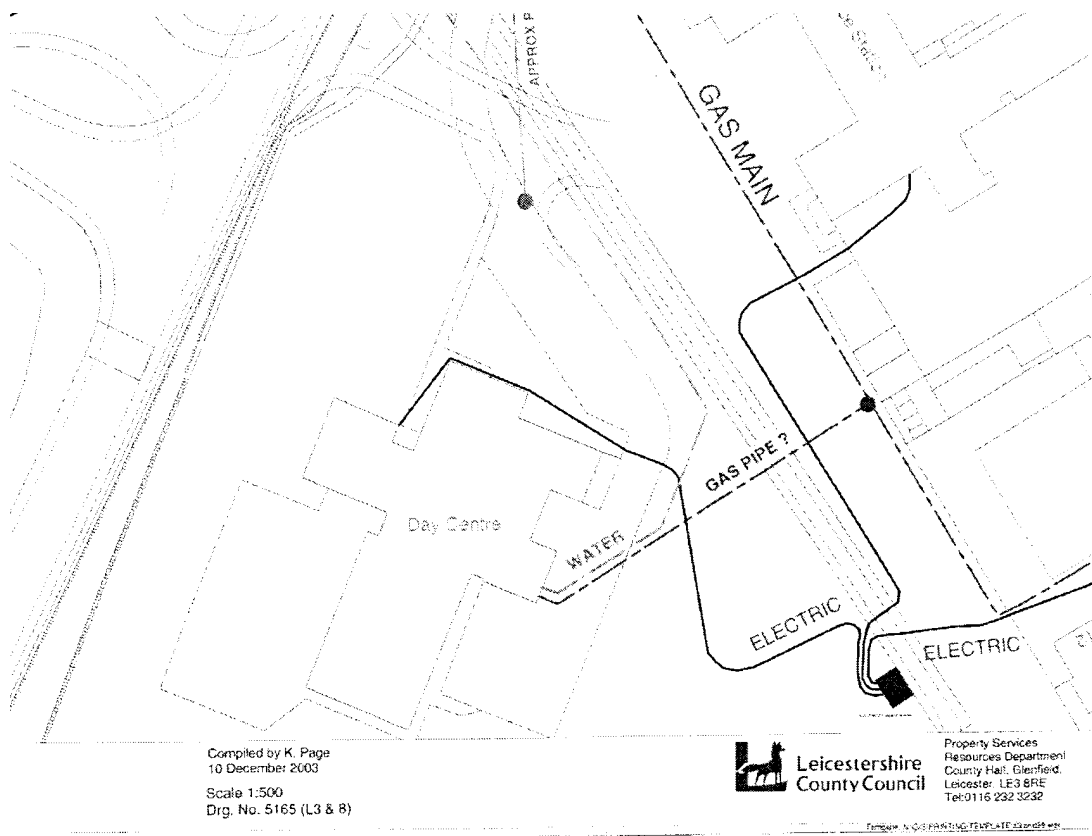 APPROX P
ce Station
GAS MAIN
GAS PIPE ?
Day Centre
WATER
ELECTRIC
ELECTRIC
Compiled by K. Page
10 December 2003
Scale 1:500
Drg. No. 5165 (L3 & 8)
Leicestershire
County Council
Property Services
Resources Department
County Hall, Glenfield,
Leicester, LE3 8RE
Tel:0116 232 3232